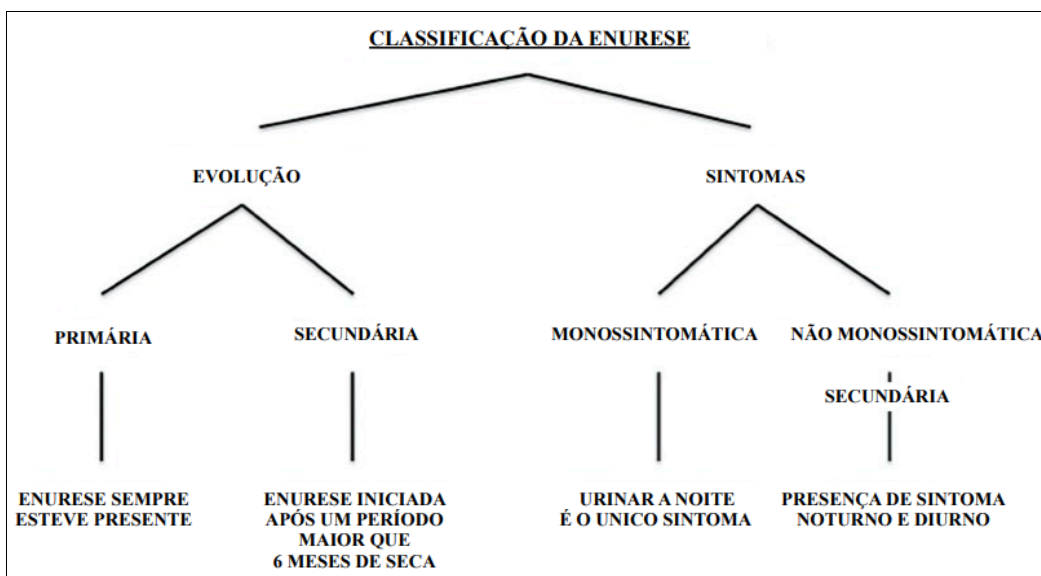 CLASSIFICAÇÃO DA ENURESE
EVOLUÇÃO
SINTOMAS
PRIMÁRIA
SECUNDÁRIA
MONOSSINTOMÁTICA
NÃO MONOSSINTOMÁTICA
SECUNDÁRIA
ENURESE SEMPRE
ESTEVE PRESENTE
ENURESE INICIADA
APÓS UM PERÍODO
MAIOR QUE
6 MESES DE SECA
URINAR A NOITE
É O UNICO SINTOMA
PRESENÇA DE SINTOMA
NOTURNO E DIURNO